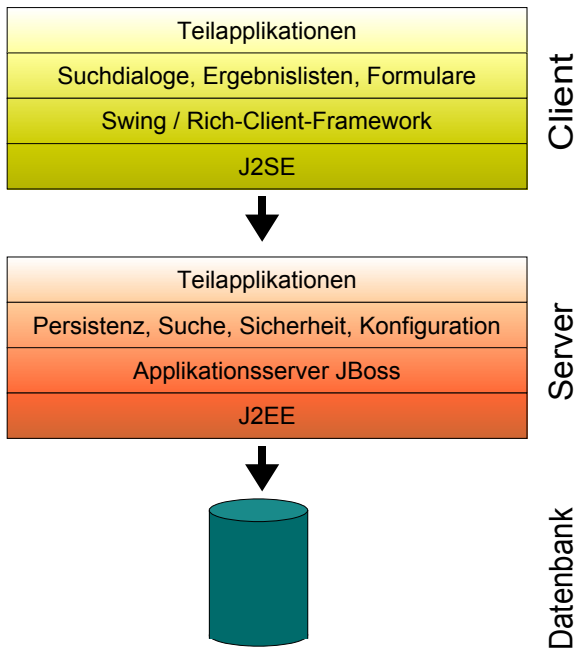 Teilapplikationen
Suchdialoge, Ergebnislisten, Formulare
Swing / Rich-Client-Framework
J2SE
Client
Teilapplikationen
Persistenz, Suche, Sicherheit, Konfiguration
Applikationsserver JBoss
J2EE
Server
Datenbank